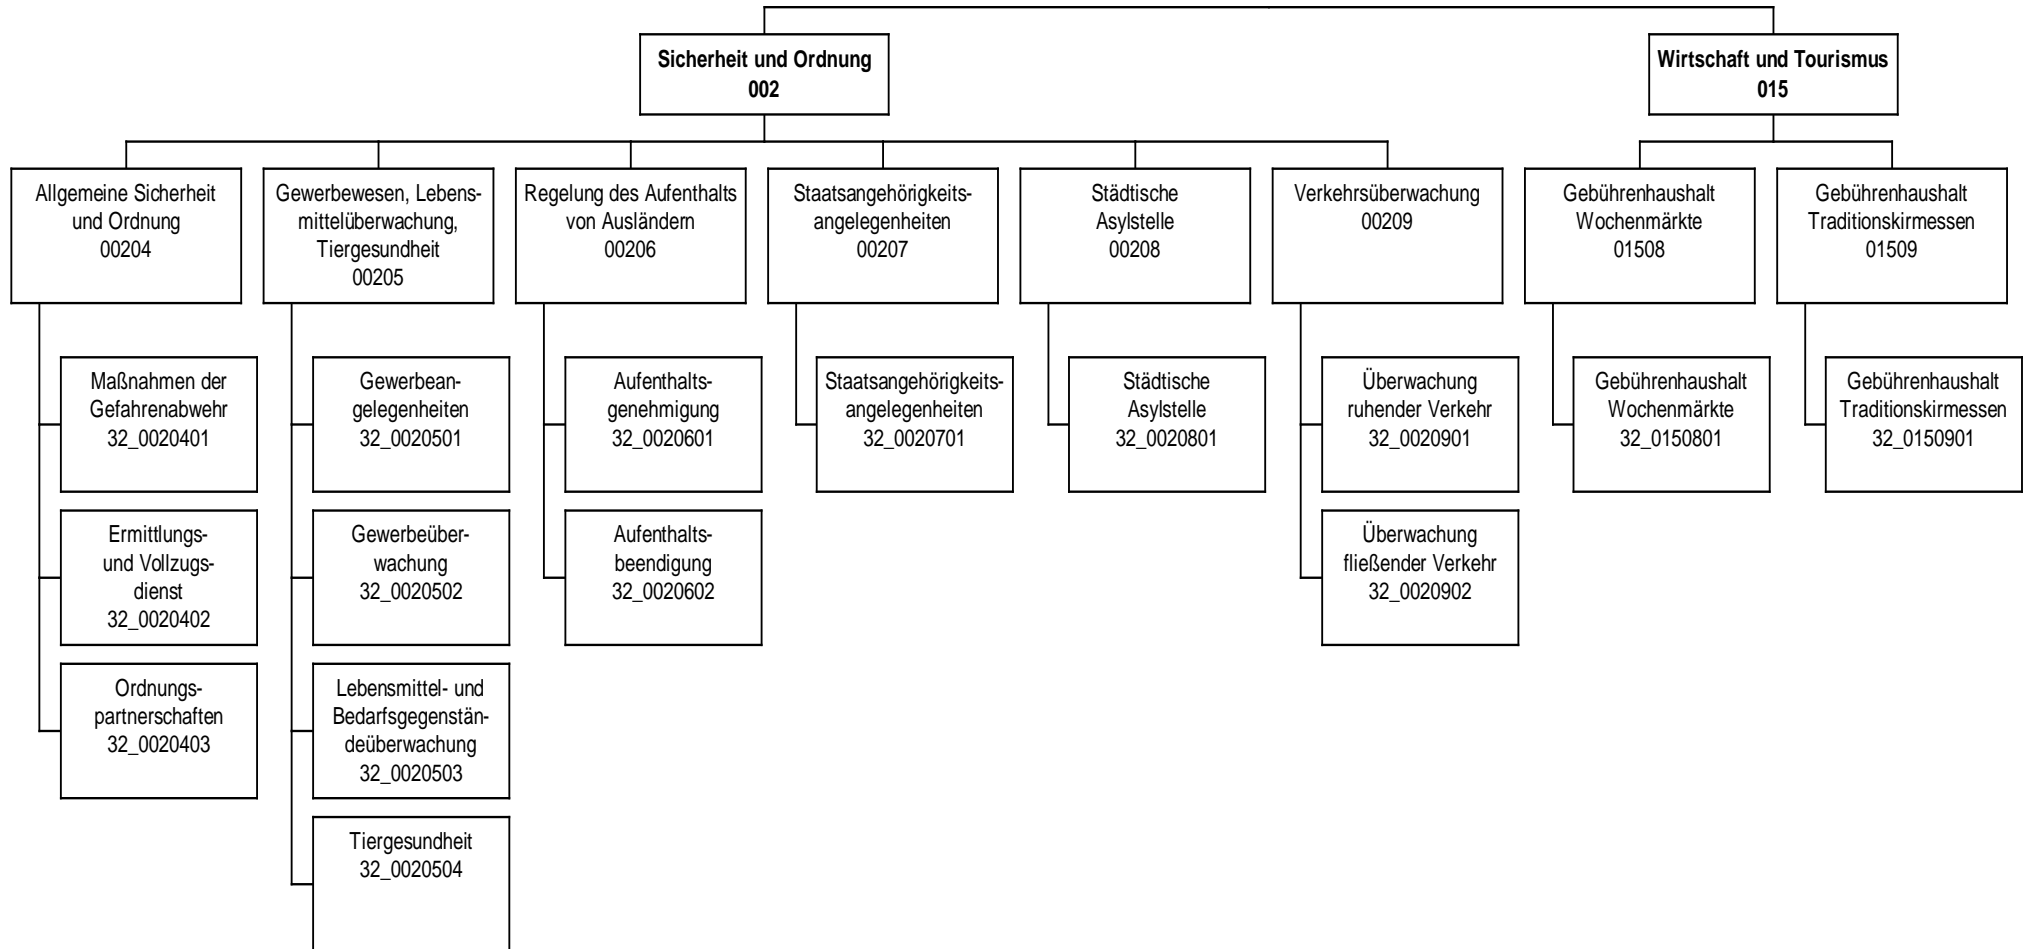 Sicherheit und Ordnung
002
Wirtschaft und Tourismus
015
Allgemeine Sicherheit
und Ordnung
00204
Gewerbewesen, Lebens-
mittelüberwachung,
Tiergesundheit
00205
Regelung des Aufenthalts
von Ausländern
00206
Staatsangehörigkeits-
angelegenheiten
00207
Städtische
Asylstelle
00208
Verkehrsüberwachung
00209
Gebührenhaushalt
Wochenmärkte
01508
Gebührenhaushalt
Traditionskirmessen
01509
Maßnahmen der
Gefahrenabwehr
32_0020401
Gewerbean-
gelegenheiten
32_0020501
Aufenthalts-
genehmigung
32_0020601
Staatsangehörigkeits-
angelegenheiten
32_0020701
Städtische
Asylstelle
32_0020801
Überwachung
ruhender Verkehr
32_0020901
Gebührenhaushalt
Wochenmärkte
32_0150801
Gebührenhaushalt
Traditionskirmessen
32_0150901
Ermittlungs-
und Vollzugs-
dienst
32_0020402
Gewerbeüber-
wachung
32_0020502
Aufenthalts-
beendigung
32_0020602
Überwachung
fließender Verkehr
32_0020902
Ordnungs-
partnerschaften
32_0020403
Lebensmittel- und
Bedarfsgegenstän-
deüberwachung
32_0020503
Tiergesundheit
32_0020504